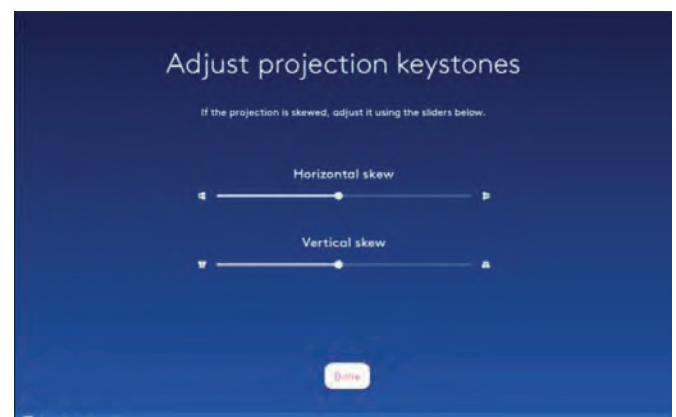 Adjust projection keystones
If the projection is skewed, adjust it using the sliders below.
Horizontal skew
Vertical skew
Done